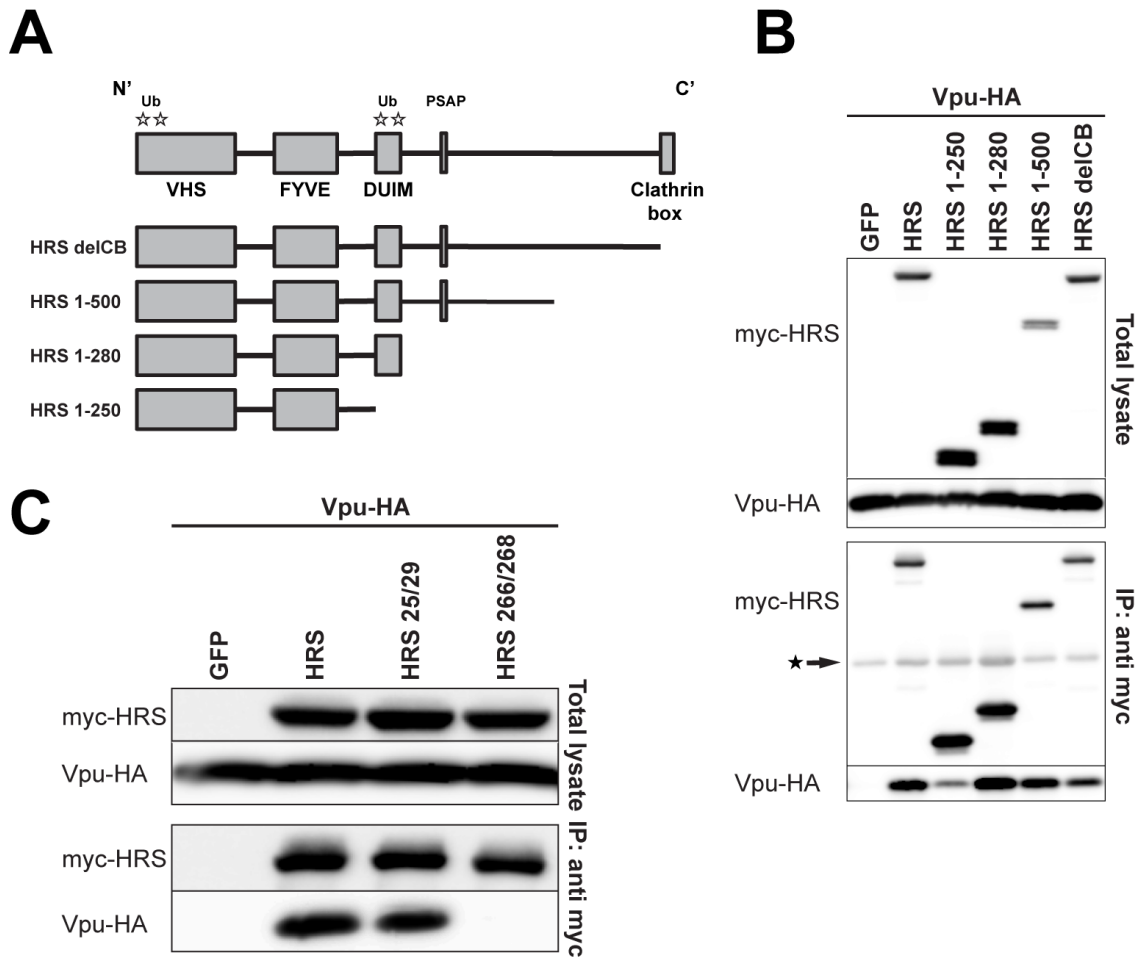 A
N’
C’
Ub
Ub
PSAP
☆☆
☆☆
VHS
FYVE
DUIM
Clathrin
box
HRS delCB
HRS 1-500
HRS 1-280
HRS 1-250
B
Vpu-HA
GFP
HRS
HRS 1-250
HRS 1-280
HRS 1-500
HRS delCB
myc-HRS
Vpu-HA
Total lysate
myc-HRS
★
Vpu-HA
IP: anti myc
C
Vpu-HA
GFP
HRS
HRS 25/29
HRS 266/268
myc-HRS
Vpu-HA
Total lysate
myc-HRS
Vpu-HA
IP: anti myc